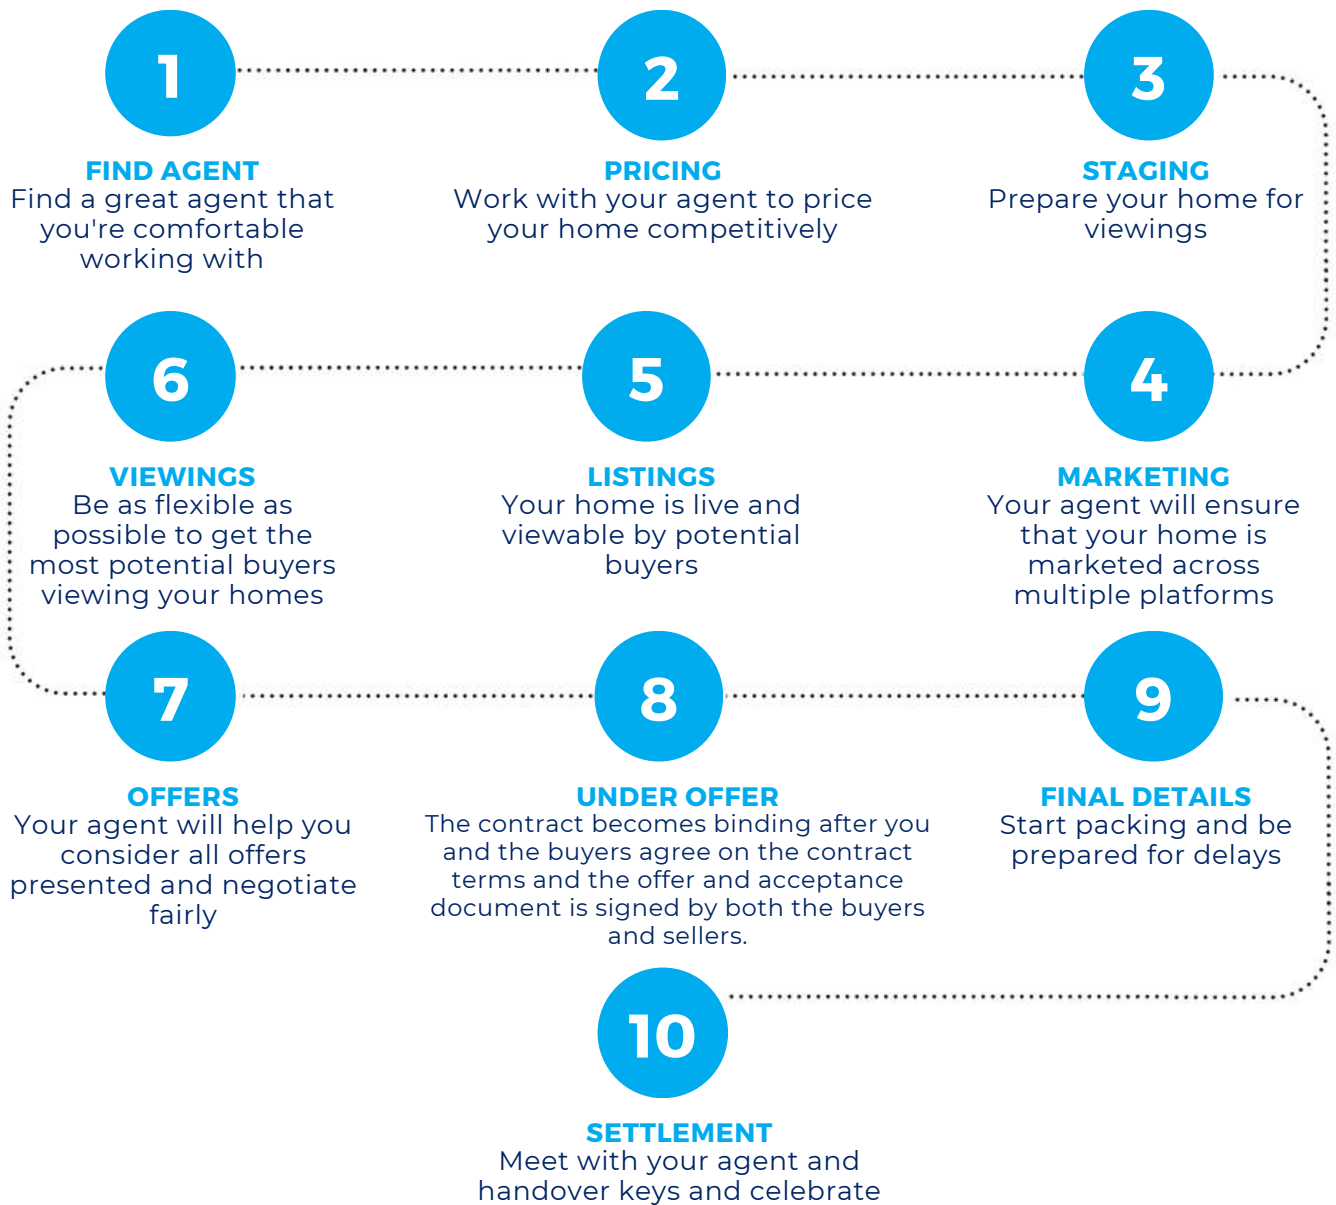 1
FIND AGENT
Find a great agent that
you're comfortable
working with
2
PRICING
Work with your agent to price
your home competitively
3
STAGING
Prepare your home for
viewings
4
MARKETING
Your agent will ensure
that your home is
marketed across
multiple platforms
5
LISTINGS
Your home is live and
viewable by potential
buyers
6
VIEWINGS
Be as flexible as
possible to get the
most potential buyers
viewing your homes
7
OFFERS
Your agent will help you
consider all offers
presented and negotiate
fairly
8
UNDER OFFER
The contract becomes binding after you
and the buyers agree on the contract
terms and the offer and acceptance
document is signed by both the buyers
and sellers.
9
FINAL DETAILS
Start packing and be
prepared for delays
10
SETTLEMENT
Meet with your agent and
handover keys and celebrate